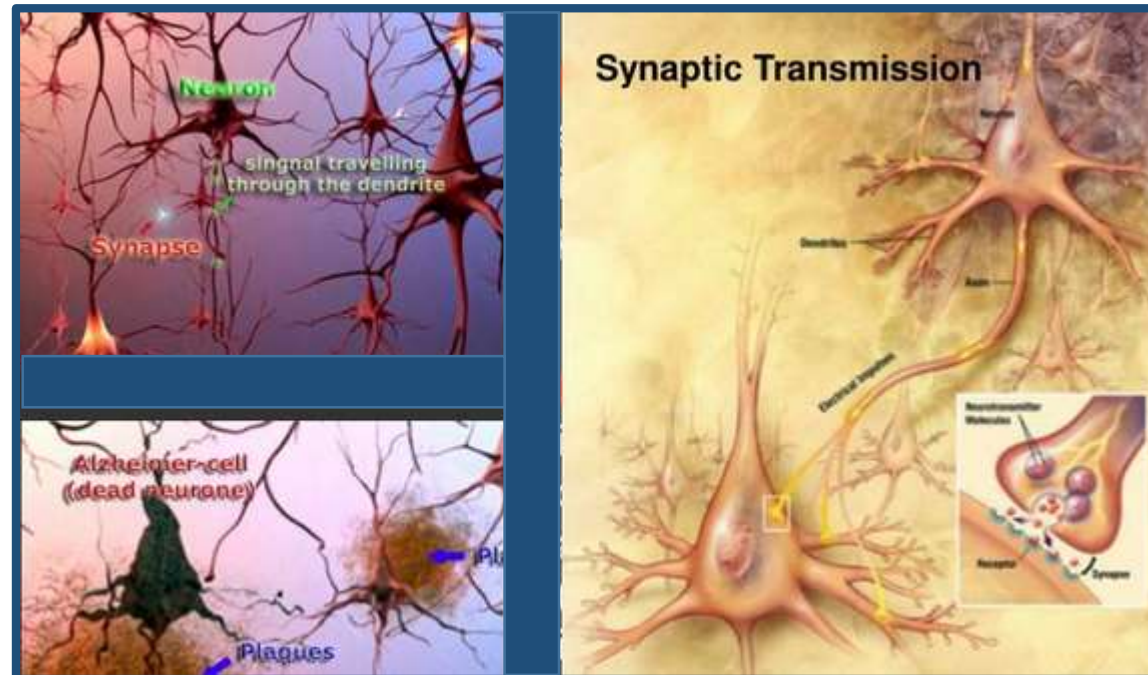 Neuron
singnal travelling
through the dendrite
Synapse
Alzheimer-cell
(dead neurone)
Plaques
Synaptic Transmission
Neuron
Dendrites
Axon
Electrical Impulses
Neurotransmitter
Molecules
Receptor
Synapse